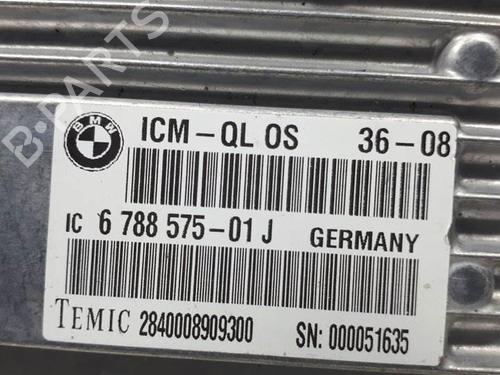 B-PARTS
BMW
ICM-QL OS 36-08
IC 6 788 575-01 J GERMANY
TEMIC 2840008909300 SN: 000051635